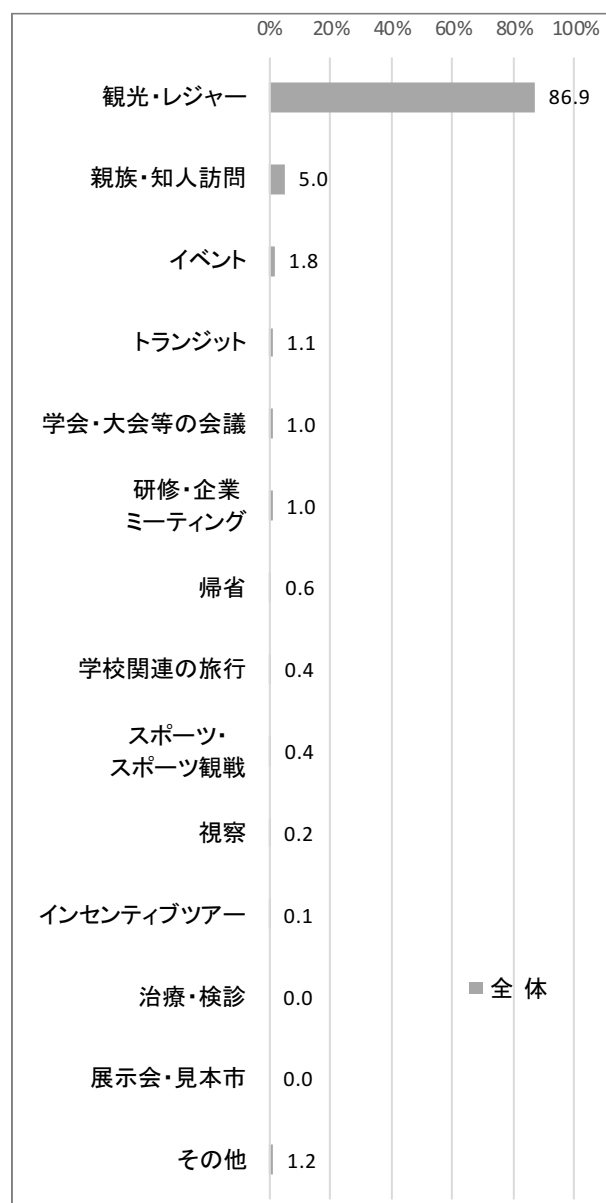 0% 20% 40% 60% 80% 100%
観光・レジャー 86.9
親族・知人訪問 5.0
イベント 1.8
トランジット 1.1
学会・大会等の会議 1.0
研修・企業
ミーティング 1.0
帰省 0.6
学校関連の旅行 0.4
スポーツ・
スポーツ観戦 0.4
視察 0.2
インセンティブツアー 0.1
治療・検診 0.0
全 体
展示会・見本市 0.0
その他 1.2